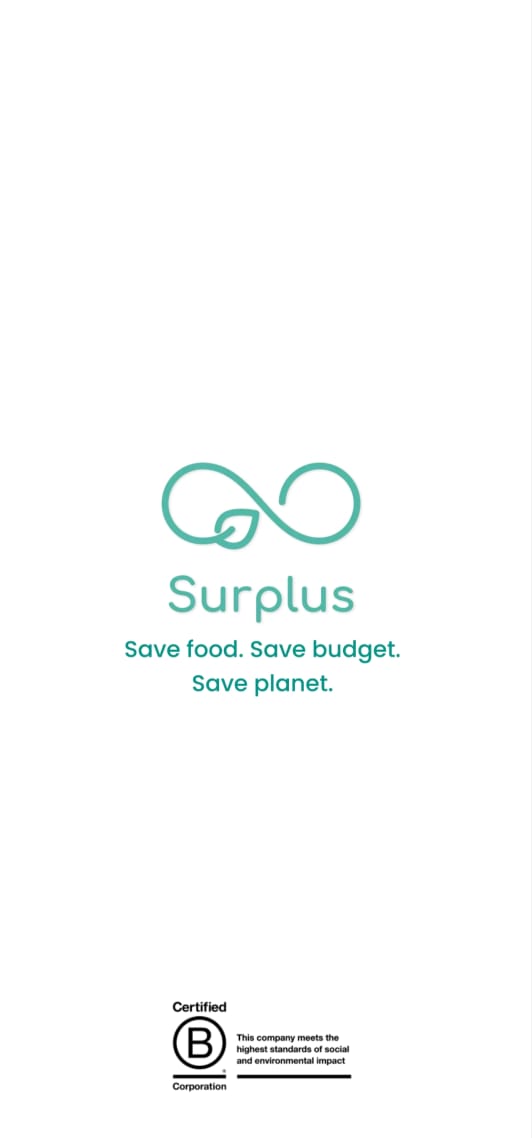 Surplus
Save food. Save budget.
Save planet.
Certified
B
This company meets the
highest standards of social
and environmental impact
®
Corporation